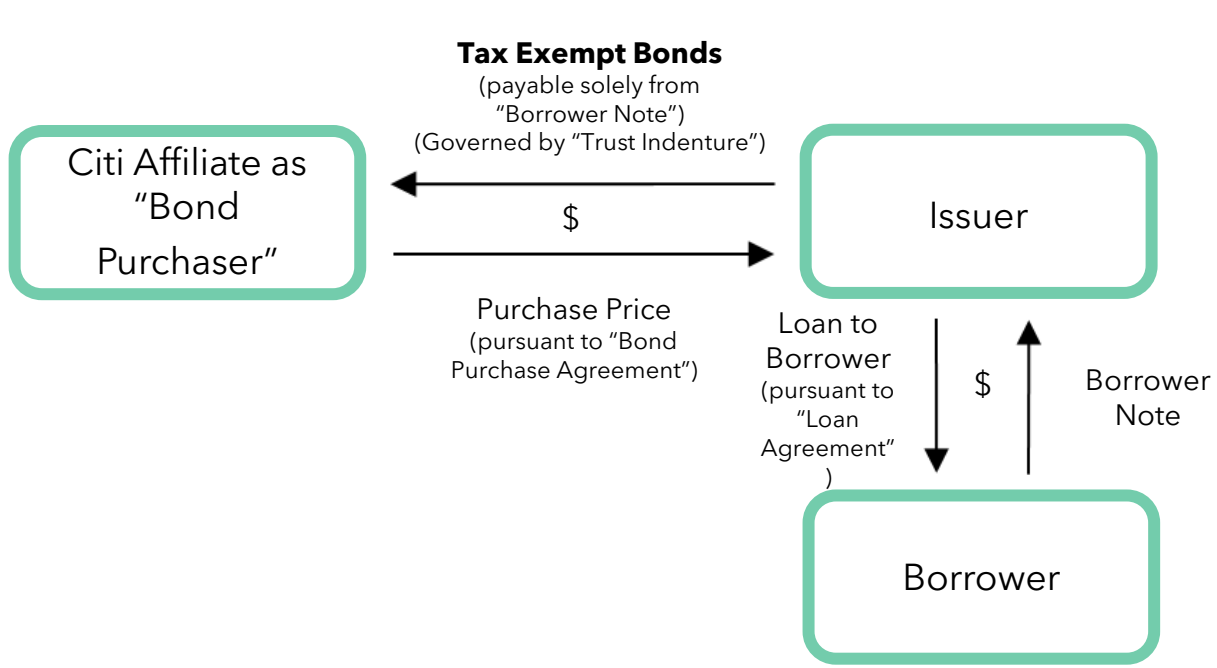 Tax Exempt Bonds
(payable solely from
“Borrower Note”)
(Governed by “Trust Indenture”)
Citi Affiliate as
“Bond
Purchaser”
$
Issuer
Purchase Price
(pursuant to “Bond
Purchase Agreement”)
Loan to
Borrower
(pursuant to
“Loan
Agreement”
)
$
Borrower
Note
Borrower